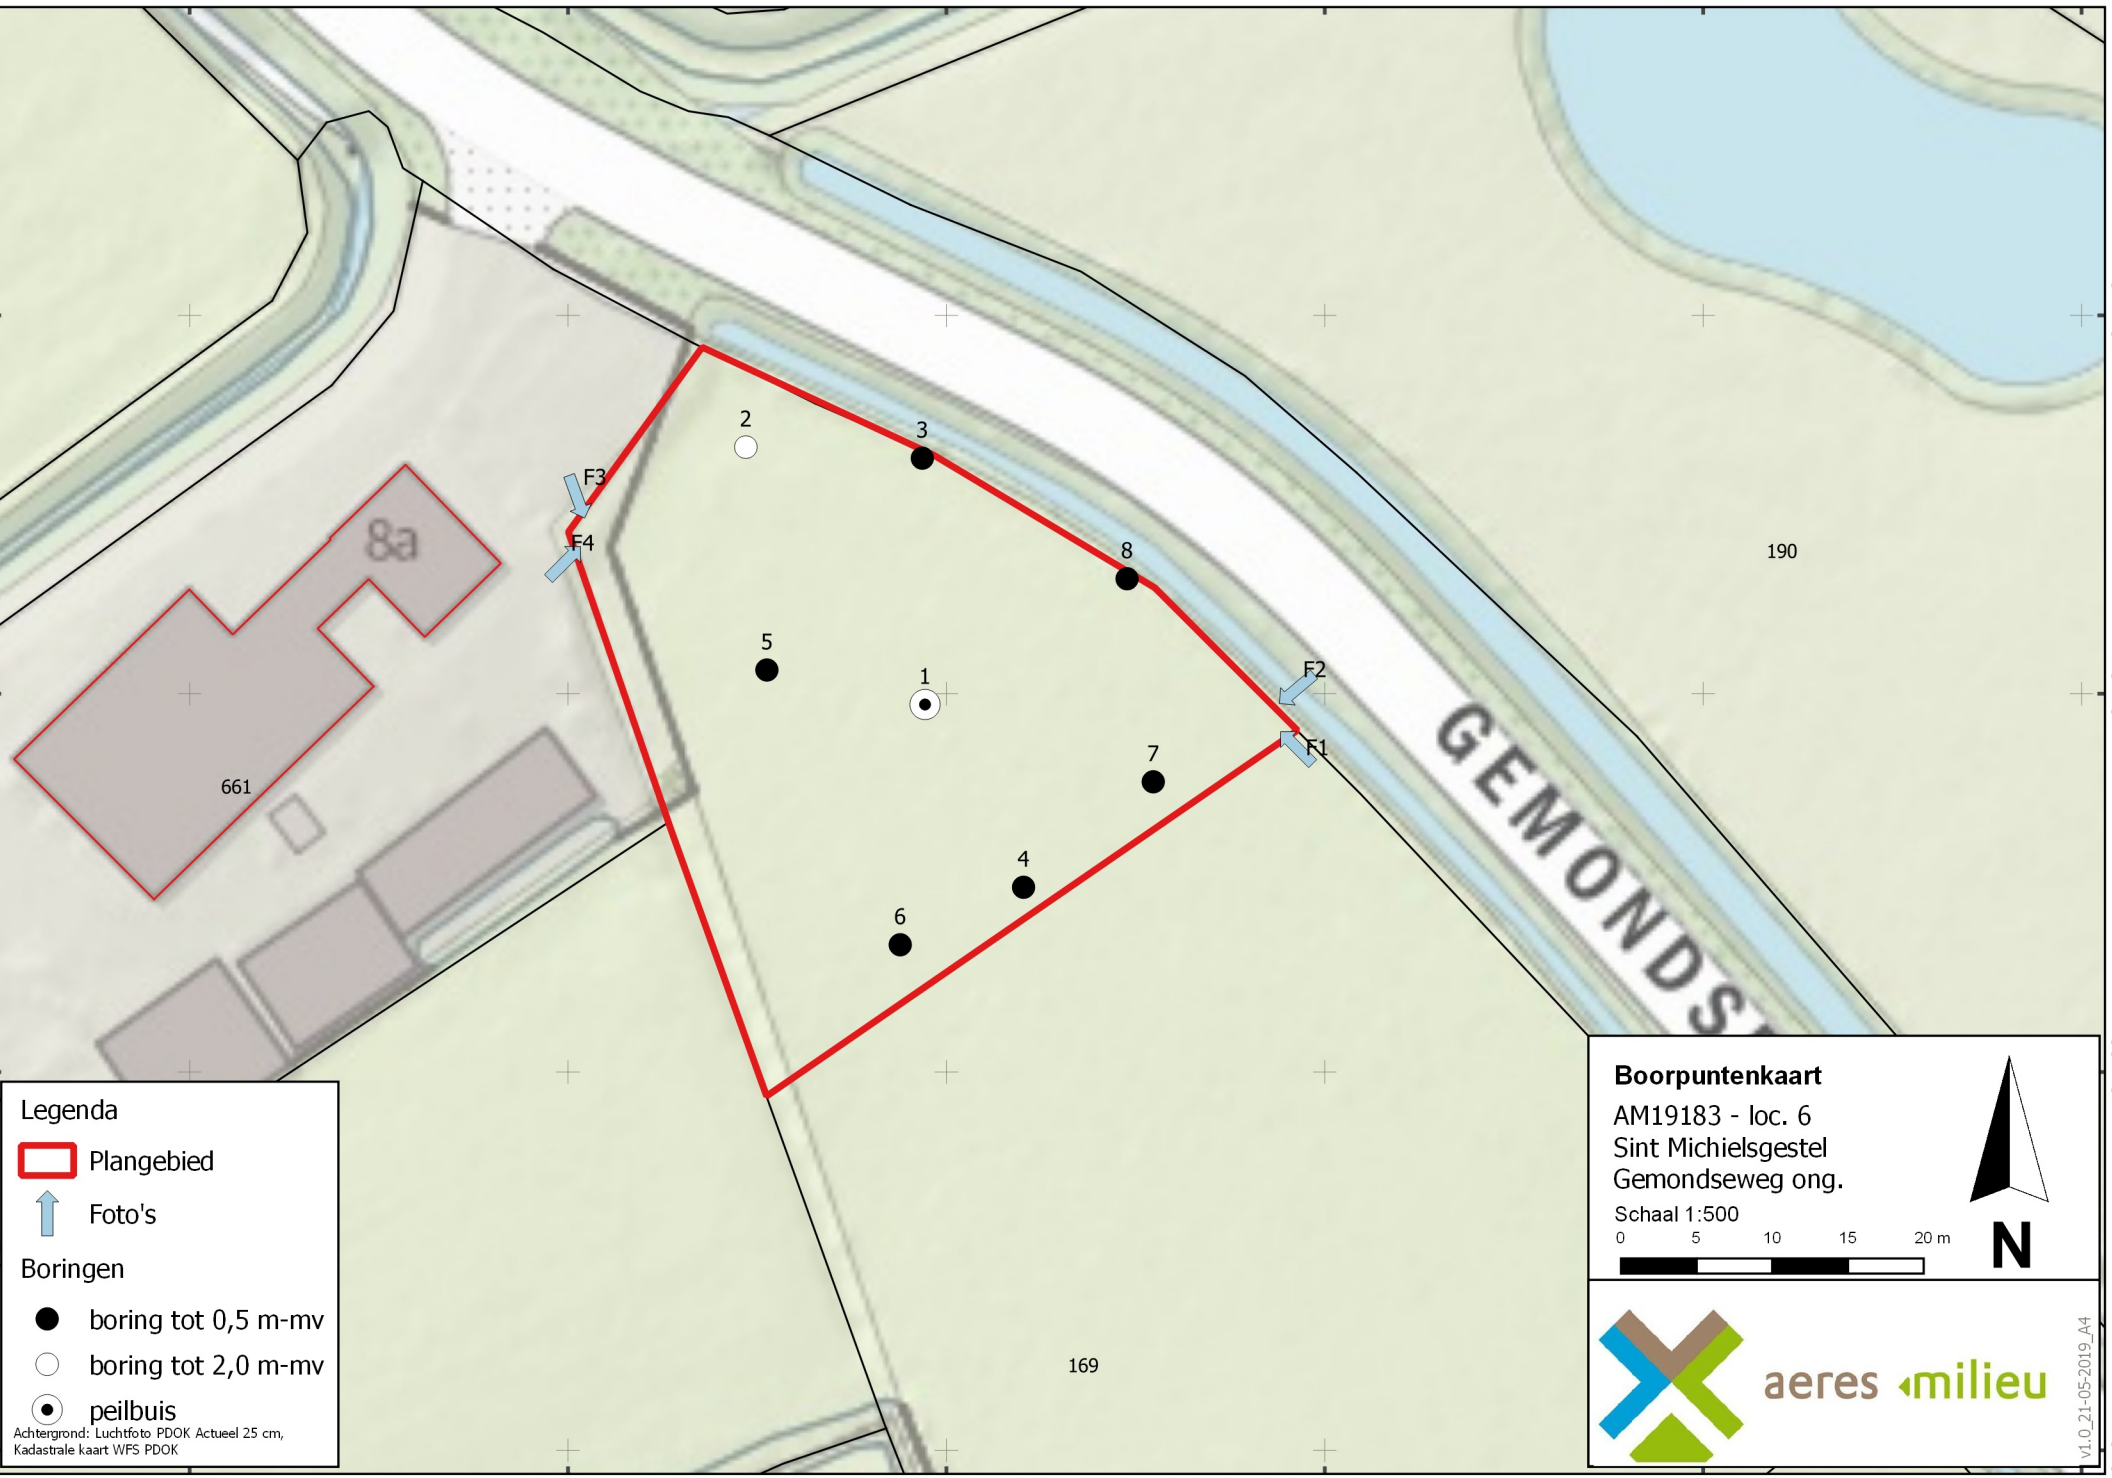 2
3
F3
8a
F4
8
190
5
1
F2
F1
7
661
4
6
GEMONDS
169
Legenda
Plangebied
Foto's
Boringen
boring tot 0,5 m-mv
boring tot 2,0 m-mv
peilbuis
Achtergrond: Luchtfoto PDOK Actueel 25 cm,
Kadastrale kaart WFS PDOK
Boorpuntenkaart
AM19183 - loc. 6
Sint Michielsgestel
Gemondseweg ong.
Schaal 1:500
0 5 10 15 20 m
N
aeres milieu
v1.0_21-05-2019_A4